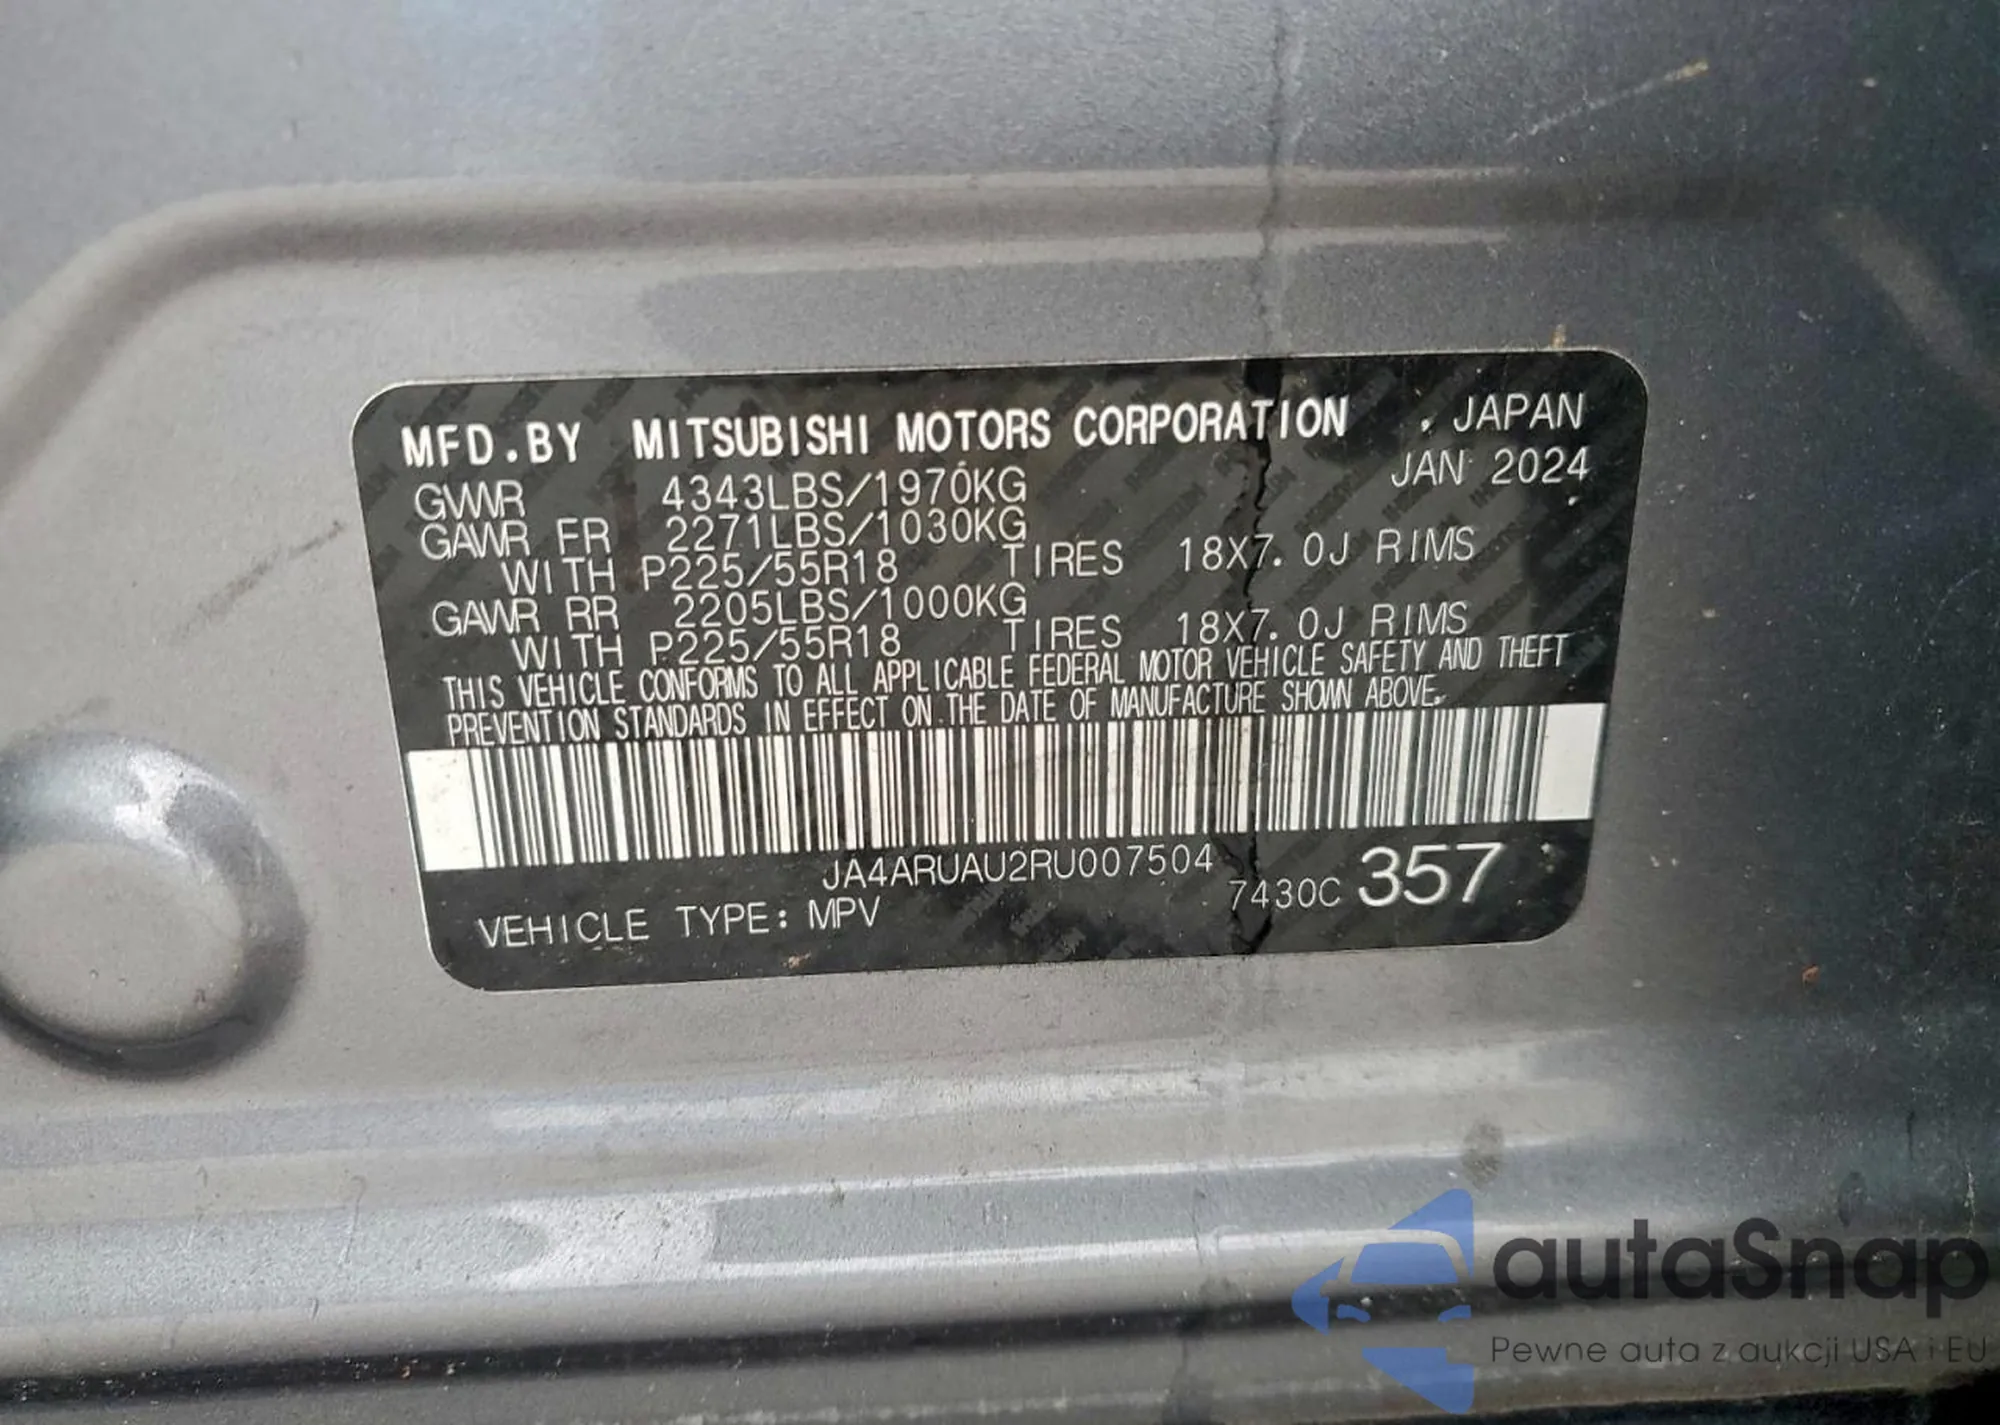 MFD.BY MITSUBISHI MOTORS CORPORATION , JAPAN
JAN 2024
GVWR 4343LBS/1970KG
GAWR FR 2271LBS/1030KG
WITH P225/55R18 TIRES 18X7.0J RIMS
GAWR RR 2205LBS/1000KG
WITH P225/55R18 TIRES 18X7.0J RIMS
THIS VEHICLE CONFORMS TO ALL APPLICABLE FEDERAL MOTOR VEHICLE SAFETY AND THEFT
PREVENTION STANDARDS IN EFFECT ON THE DATE OF MANUFACTURE SHOWN ABOVE.
JA4ARUAU2RU007504
VEHICLE TYPE: MPV 7430C 357
autaSnap
Pewne auta z aukcji USA i EU